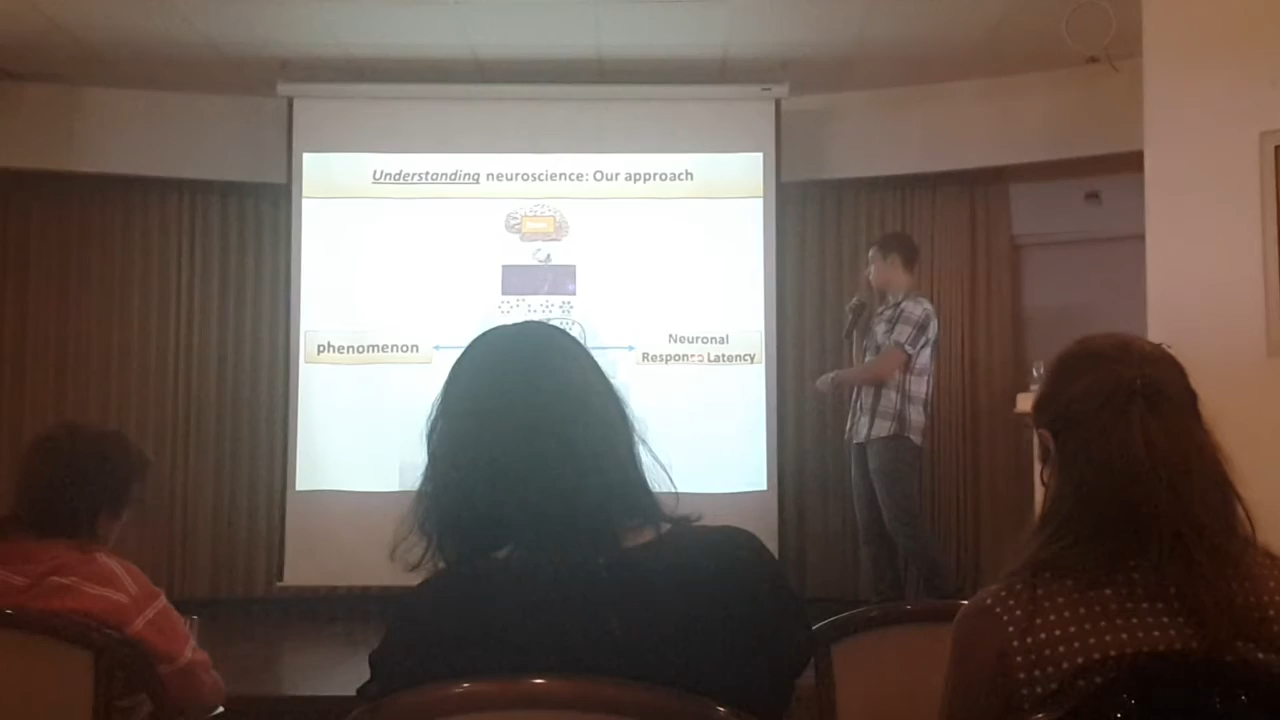 Understanding neuroscience: Our approach
phenomenon
Neuronal
Response Latency